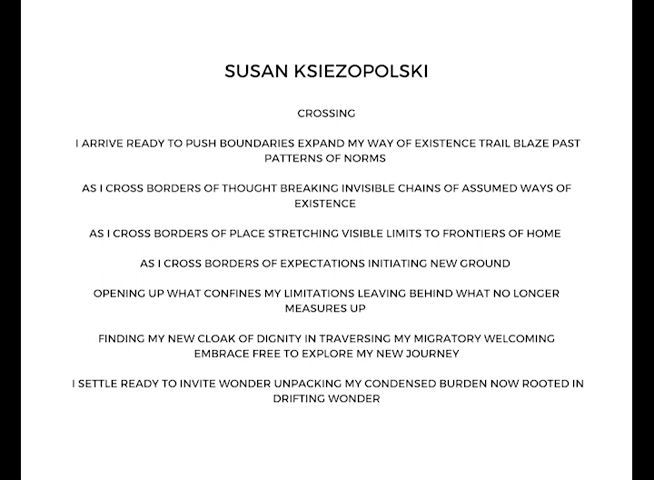 SUSAN KSIEZOPOLSKI
CROSSING
I ARRIVE READY TO PUSH BOUNDARIES EXPAND MY WAY OF EXISTENCE TRAIL BLAZE PAST
PATTERNS OF NORMS
AS I CROSS BORDERS OF THOUGHT BREAKING INVISIBLE CHAINS OF ASSUMED WAYS OF
EXISTENCE
AS I CROSS BORDERS OF PLACE STRETCHING VISIBLE LIMITS TO FRONTIERS OF HOME
AS I CROSS BORDERS OF EXPECTATIONS INITIATING NEW GROUND
OPENING UP WHAT CONFINES MY LIMITATIONS LEAVING BEHIND WHAT NO LONGER
MEASURES UP
FINDING MY NEW CLOAK OF DIGNITY IN TRAVERSING MY MIGRATORY WELCOMING
EMBRACE FREE TO EXPLORE MY NEW JOURNEY
I SETTLE READY TO INVITE WONDER UNPACKING MY CONDENSED BURDEN NOW ROOTED IN
DRIFTING WONDER